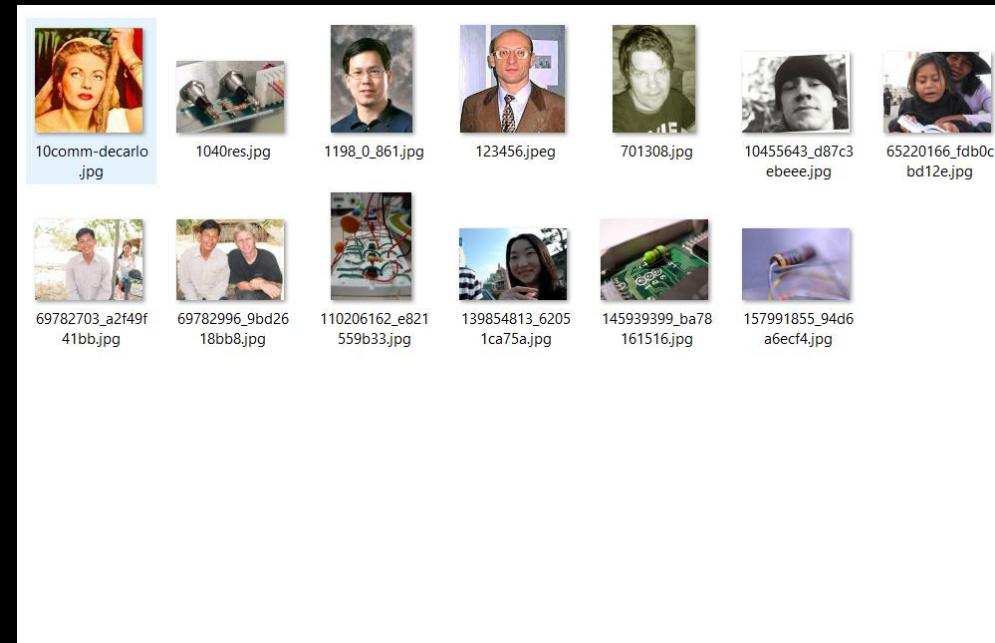 10comm-decarlo
.jpg
1040res.jpg
1198_0_861.jpg
123456.jpeg
701308.jpg
10455643_d87c3
ebeee.jpg
65220166_fdb0c
bd12e.jpg
69782703_a2f49f
41bb.jpg
69782996_9bd26
18bb8.jpg
110206162_e821
559b33.jpg
139854813_6205
1ca75a.jpg
145939399_ba78
161516.jpg
157991855_94d6
a6ecf4.jpg